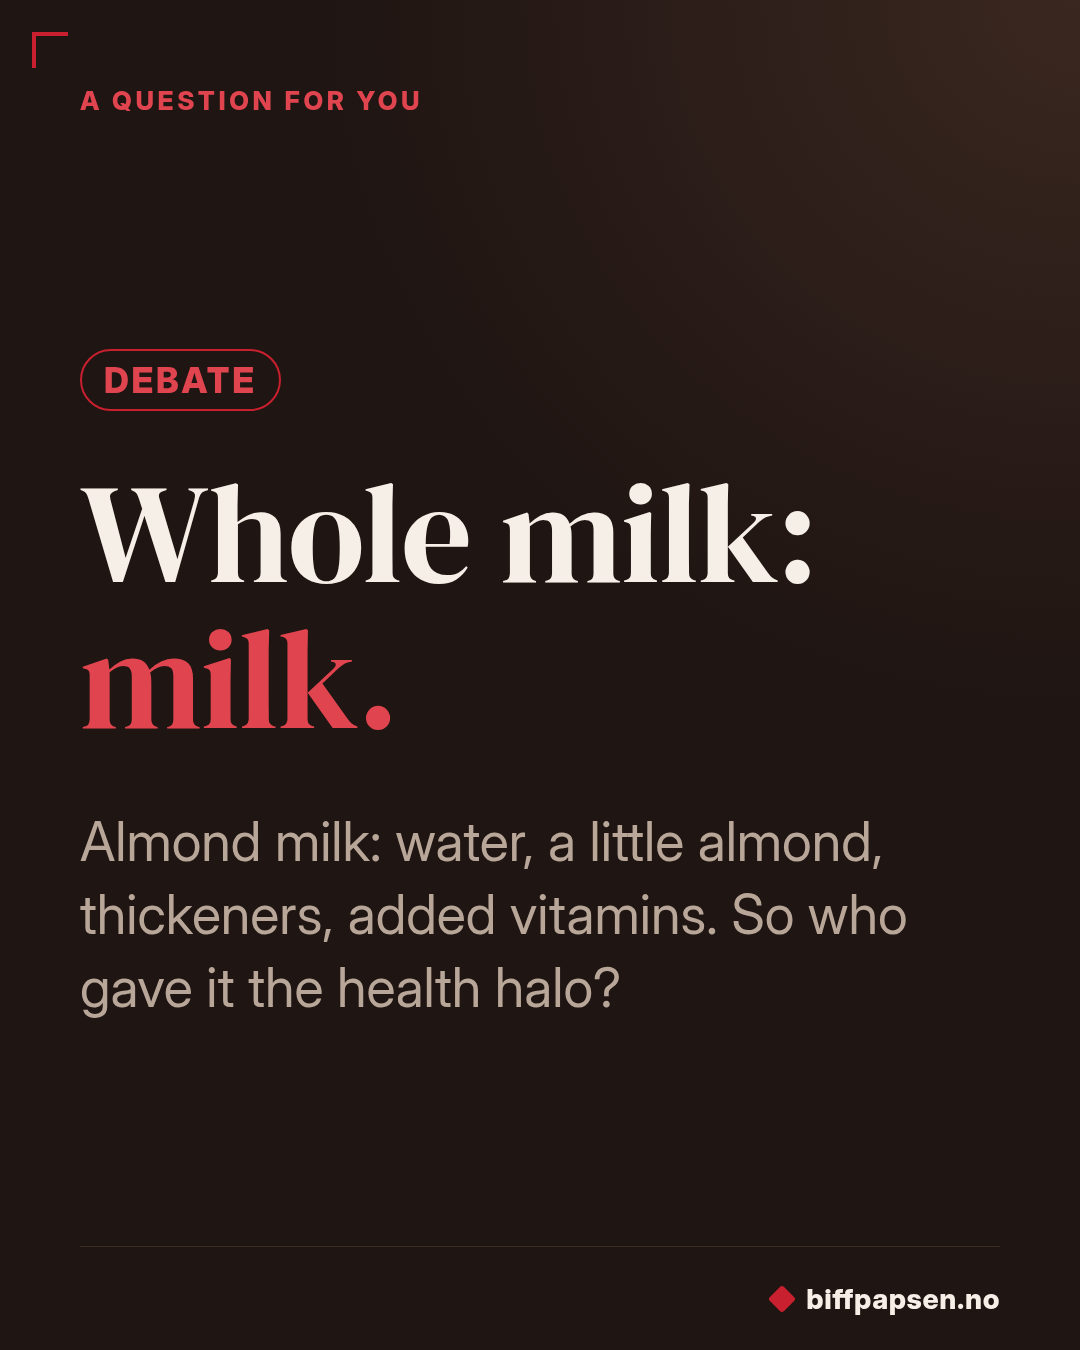 A QUESTION FOR YOU
DEBATE
Whole milk:
milk.
Almond milk: water, a little almond,
thickeners, added vitamins. So who
gave it the health halo?
biffpapsen.no